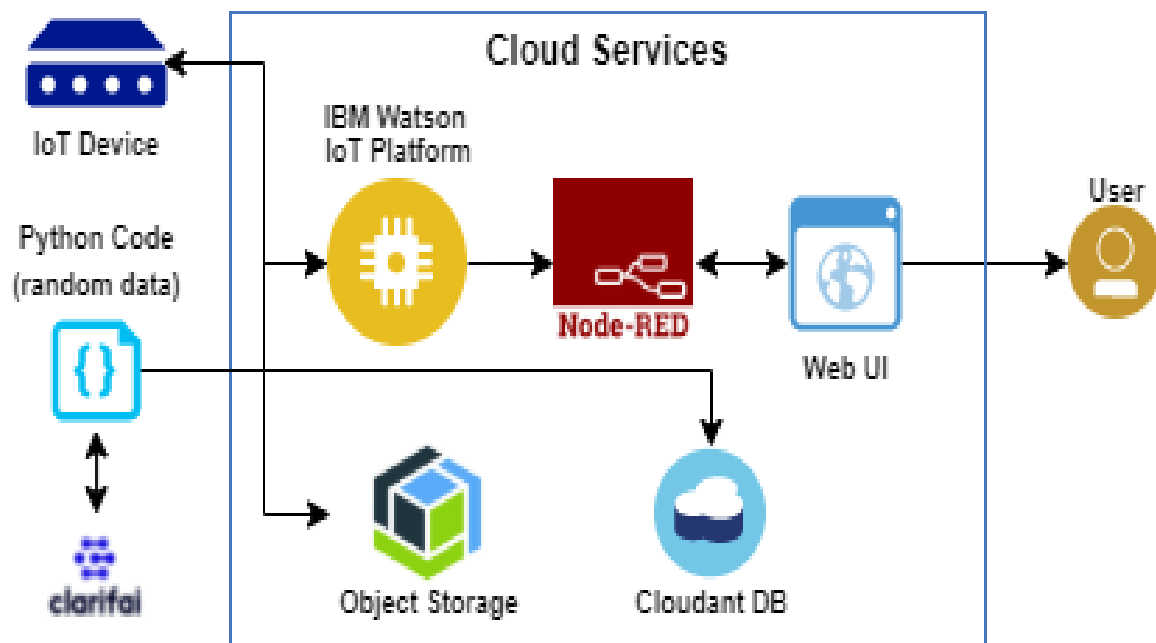 Cloud Services
IoT Device
IBM Watson
IoT Platform
User
Python Code
(random data)
Node-RED
Web UI
{}
clarifai
Object Storage
Cloudant DB